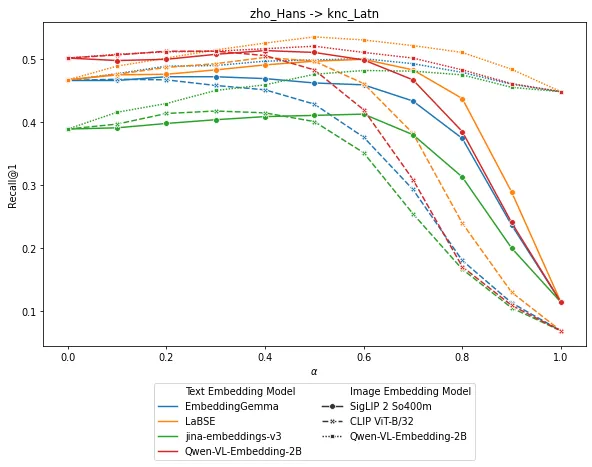 zho_Hans -> knc_Latn
Recall@1
0.5
0.4
0.3
0.2
0.1
0.0 0.2 0.4 0.6 0.8 1.0
α
Text Embedding Model Image Embedding Model
EmbeddingGemma SigLIP 2 So400m
LaBSE CLIP ViT-B/32
jina-embeddings-v3 Qwen-VL-Embedding-2B
Qwen-VL-Embedding-2B